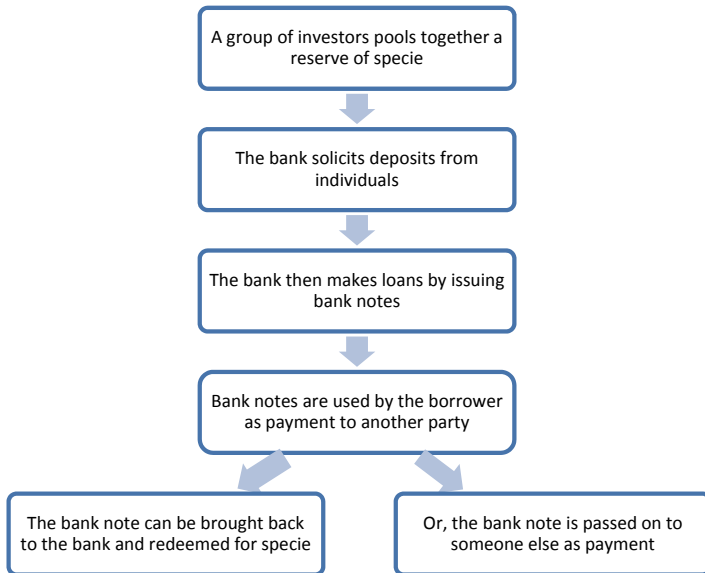 A group of investors pools together a
reserve of specie
The bank solicits deposits from
individuals
The bank then makes loans by issuing
bank notes
Bank notes are used by the borrower
as payment to another party
The bank note can be brought back
to the bank and redeemed for specie
Or, the bank note is passed on to
someone else as payment